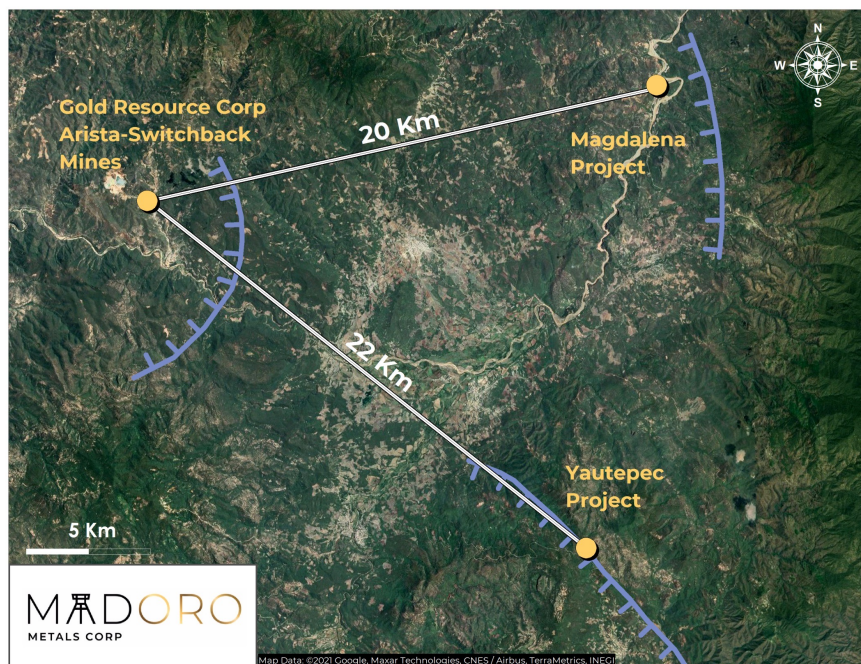 N
W
E
S
Gold Resource Corp
Arista-Switchback
Mines
20 Km
Magdalena
Project
22 Km
Yautepec
Project
5 Km
MADORO
METALS CORP
Map Data: ©2021 Google, Maxar Technologies, CNES / Airbus, TerraMetrics, INEGI